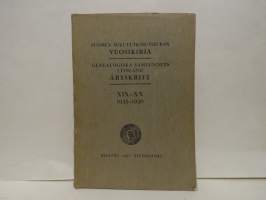 SUOMEN SUKUTUTKIMUSSEURAN
VUOSIKIRJA
GENEALOGISKA SAMFUNDETS
I FINLAND
ÅRSSKRIFT
XIX–XX
1935–1936